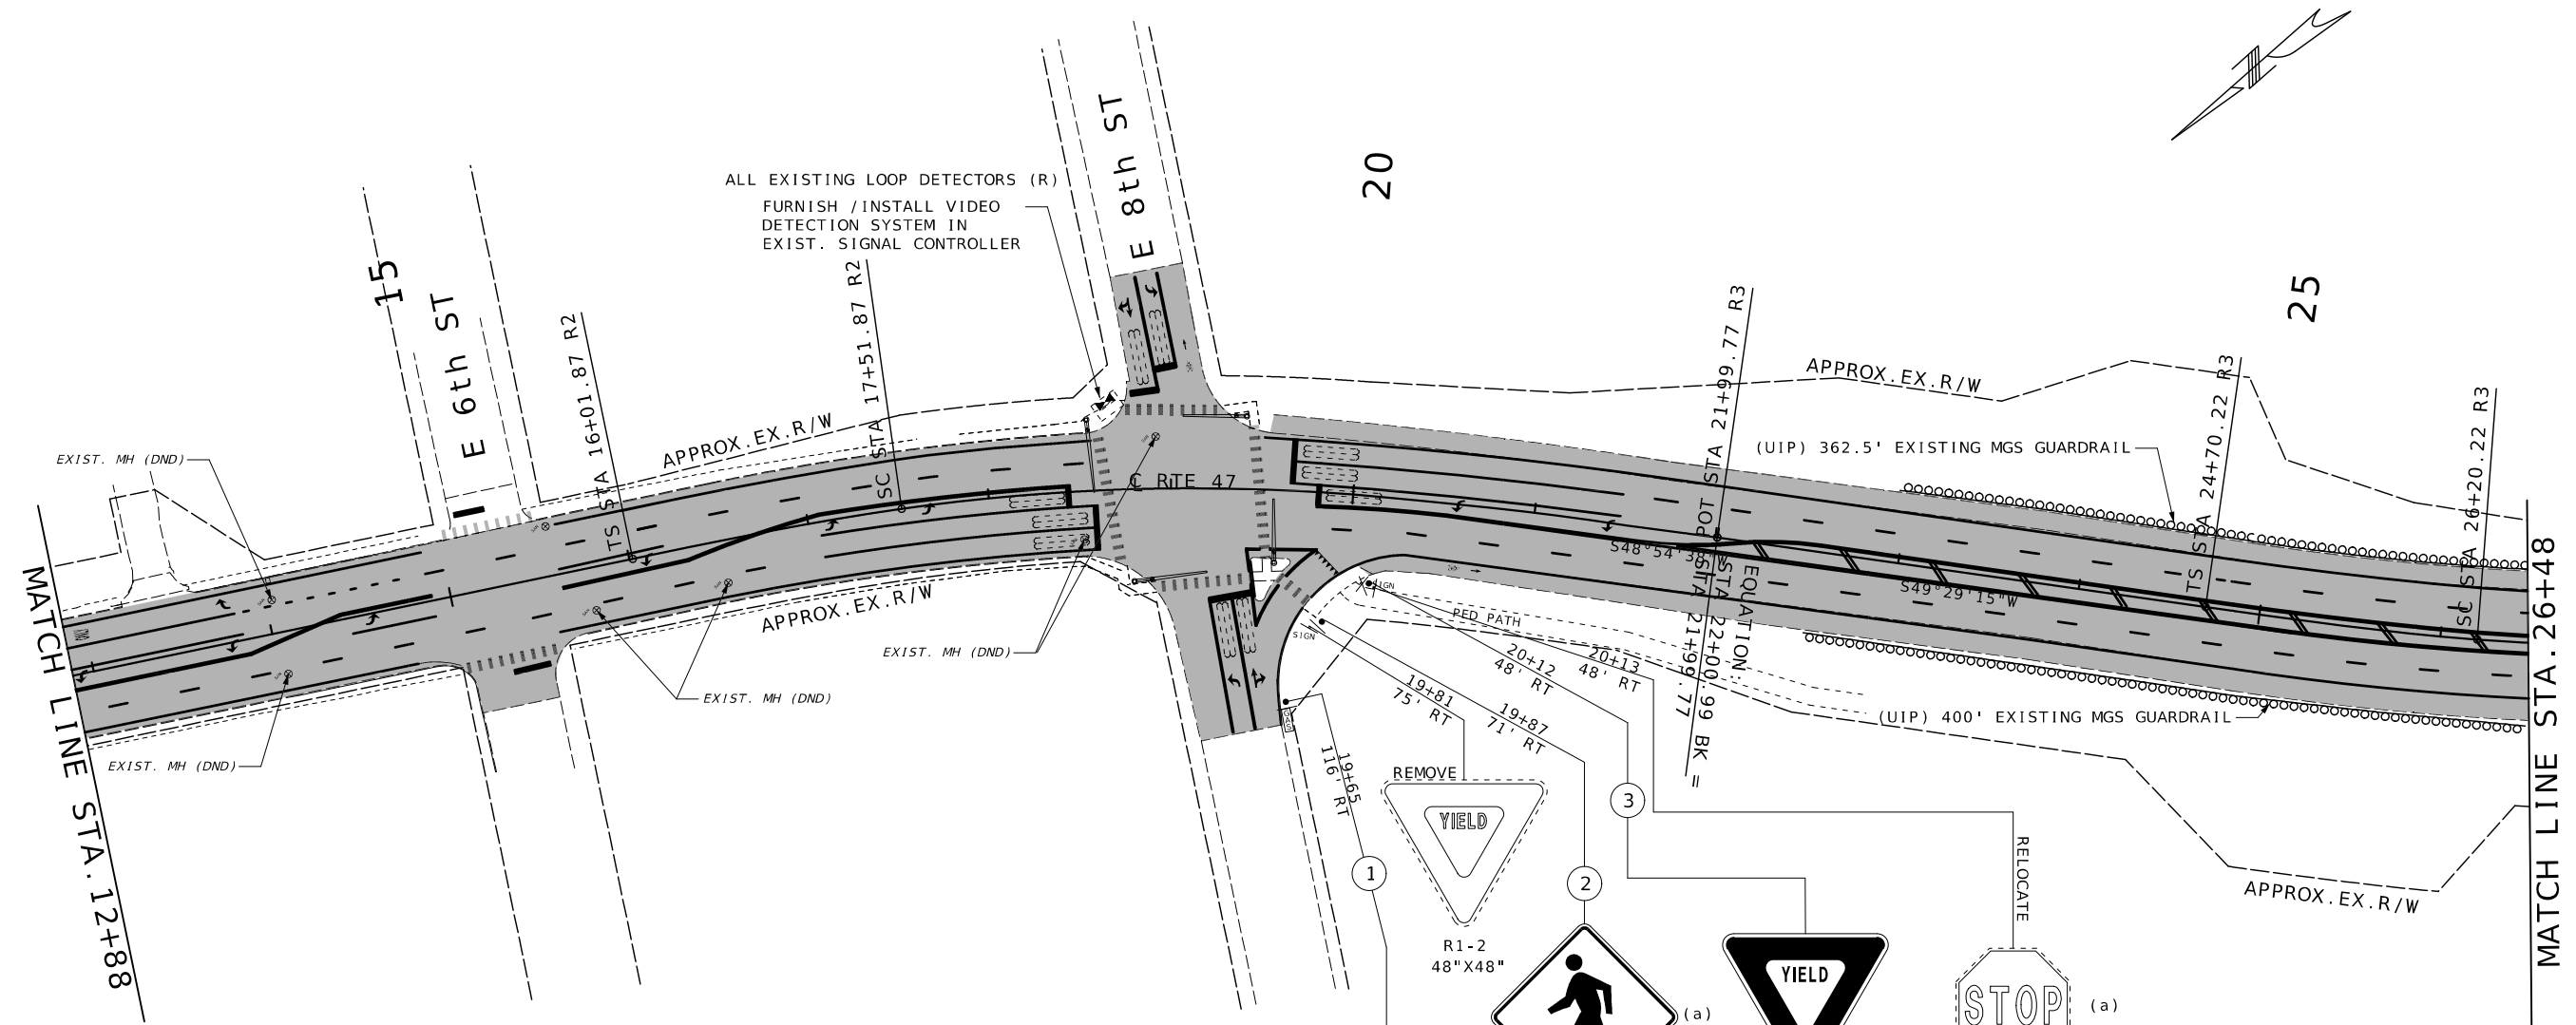 E 8th ST
20
ALL EXISTING LOOP DETECTORS (R)
FURNISH /INSTALL VIDEO
DETECTION SYSTEM IN
EXIST. SIGNAL CONTROLLER
15
E 6th ST
25
TS STA 16+01.87 R2
SC STA 17+51.87 R2
POT STA 21+99.77 R3
TS STA 24+70.22 R3
SC STA 26+20.22 R3
APPROX.EX.R/W
APPROX.EX.R/W
(UIP) 362.5' EXISTING MGS GUARDRAIL
EXIST. MH (DND)
℄ RTE 47
S48°54'38"W
S49°29'15"W
EQUATION:
STA 22+00.99 BK =
STA 21+99.77
APPROX.EX.R/W
EXIST. MH (DND)
EXIST. MH (DND)
EXIST. MH (DND)
SIGN
SIGN
PED PATH
20+12
48' RT
20+13
48' RT
19+81
75' RT
19+87
71' RT
19+65
116' RT
(UIP) 400' EXISTING MGS GUARDRAIL
MATCH LINE STA.12+88
MATCH LINE STA.26+48
APPROX.EX.R/W
REMOVE
YIELD
R1-2
48"X48"
1
2
3
RELOCATE
(a)
YIELD
STOP
(a)